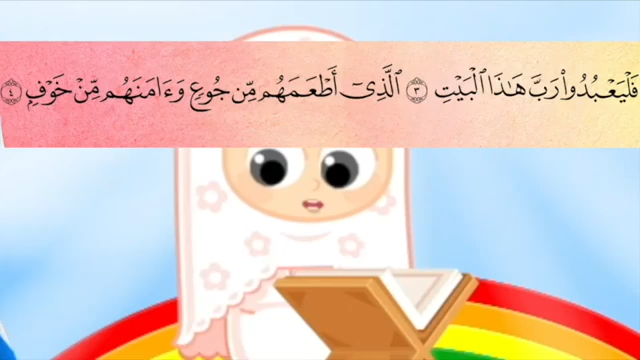 فَلْيَعْبُدُوا۟ رَبَّ هَـٰذَا ٱلْبَيْتِ ٣ ٱلَّذِىٓ أَطْعَمَهُم مِّن جُوعٍ وَءَامَنَهُم مِّنْ خَوْفٍۭ ٤